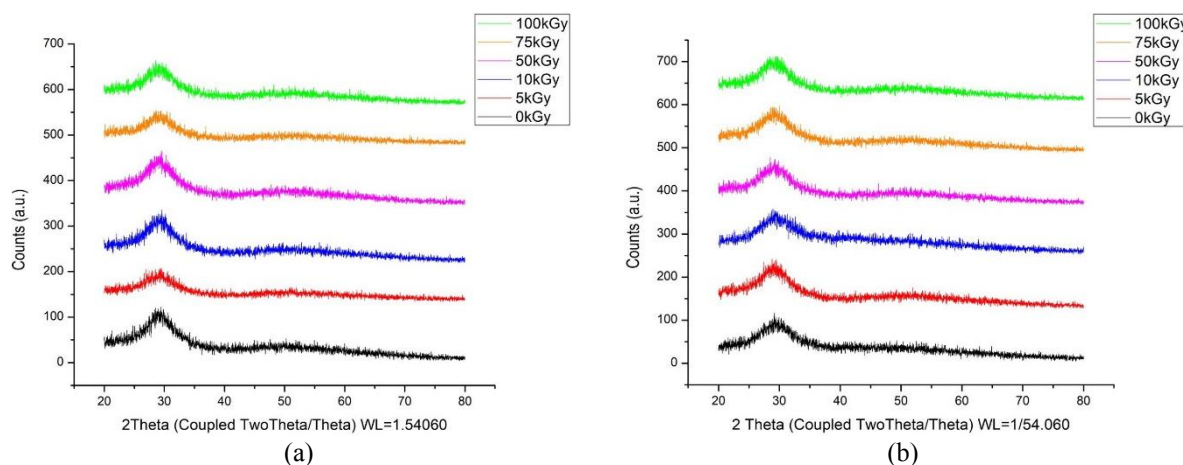 100kGy
75kGy
50kGy
10kGy
5kGy
0kGy
700
600
500
400
300
200
100
0
Counts (a.u.)
20 30 40 50 60 70 80
2Theta (Coupled TwoTheta/Theta) WL=1.54060
(a)
100kGy
75kGy
50kGy
10kGy
5kGy
0kGy
700
600
500
400
300
200
100
0
Counts (a.u.)
20 30 40 50 60 70 80
2 Theta (Coupled TwoTheta/Theta) WL=1/54.060
(b)